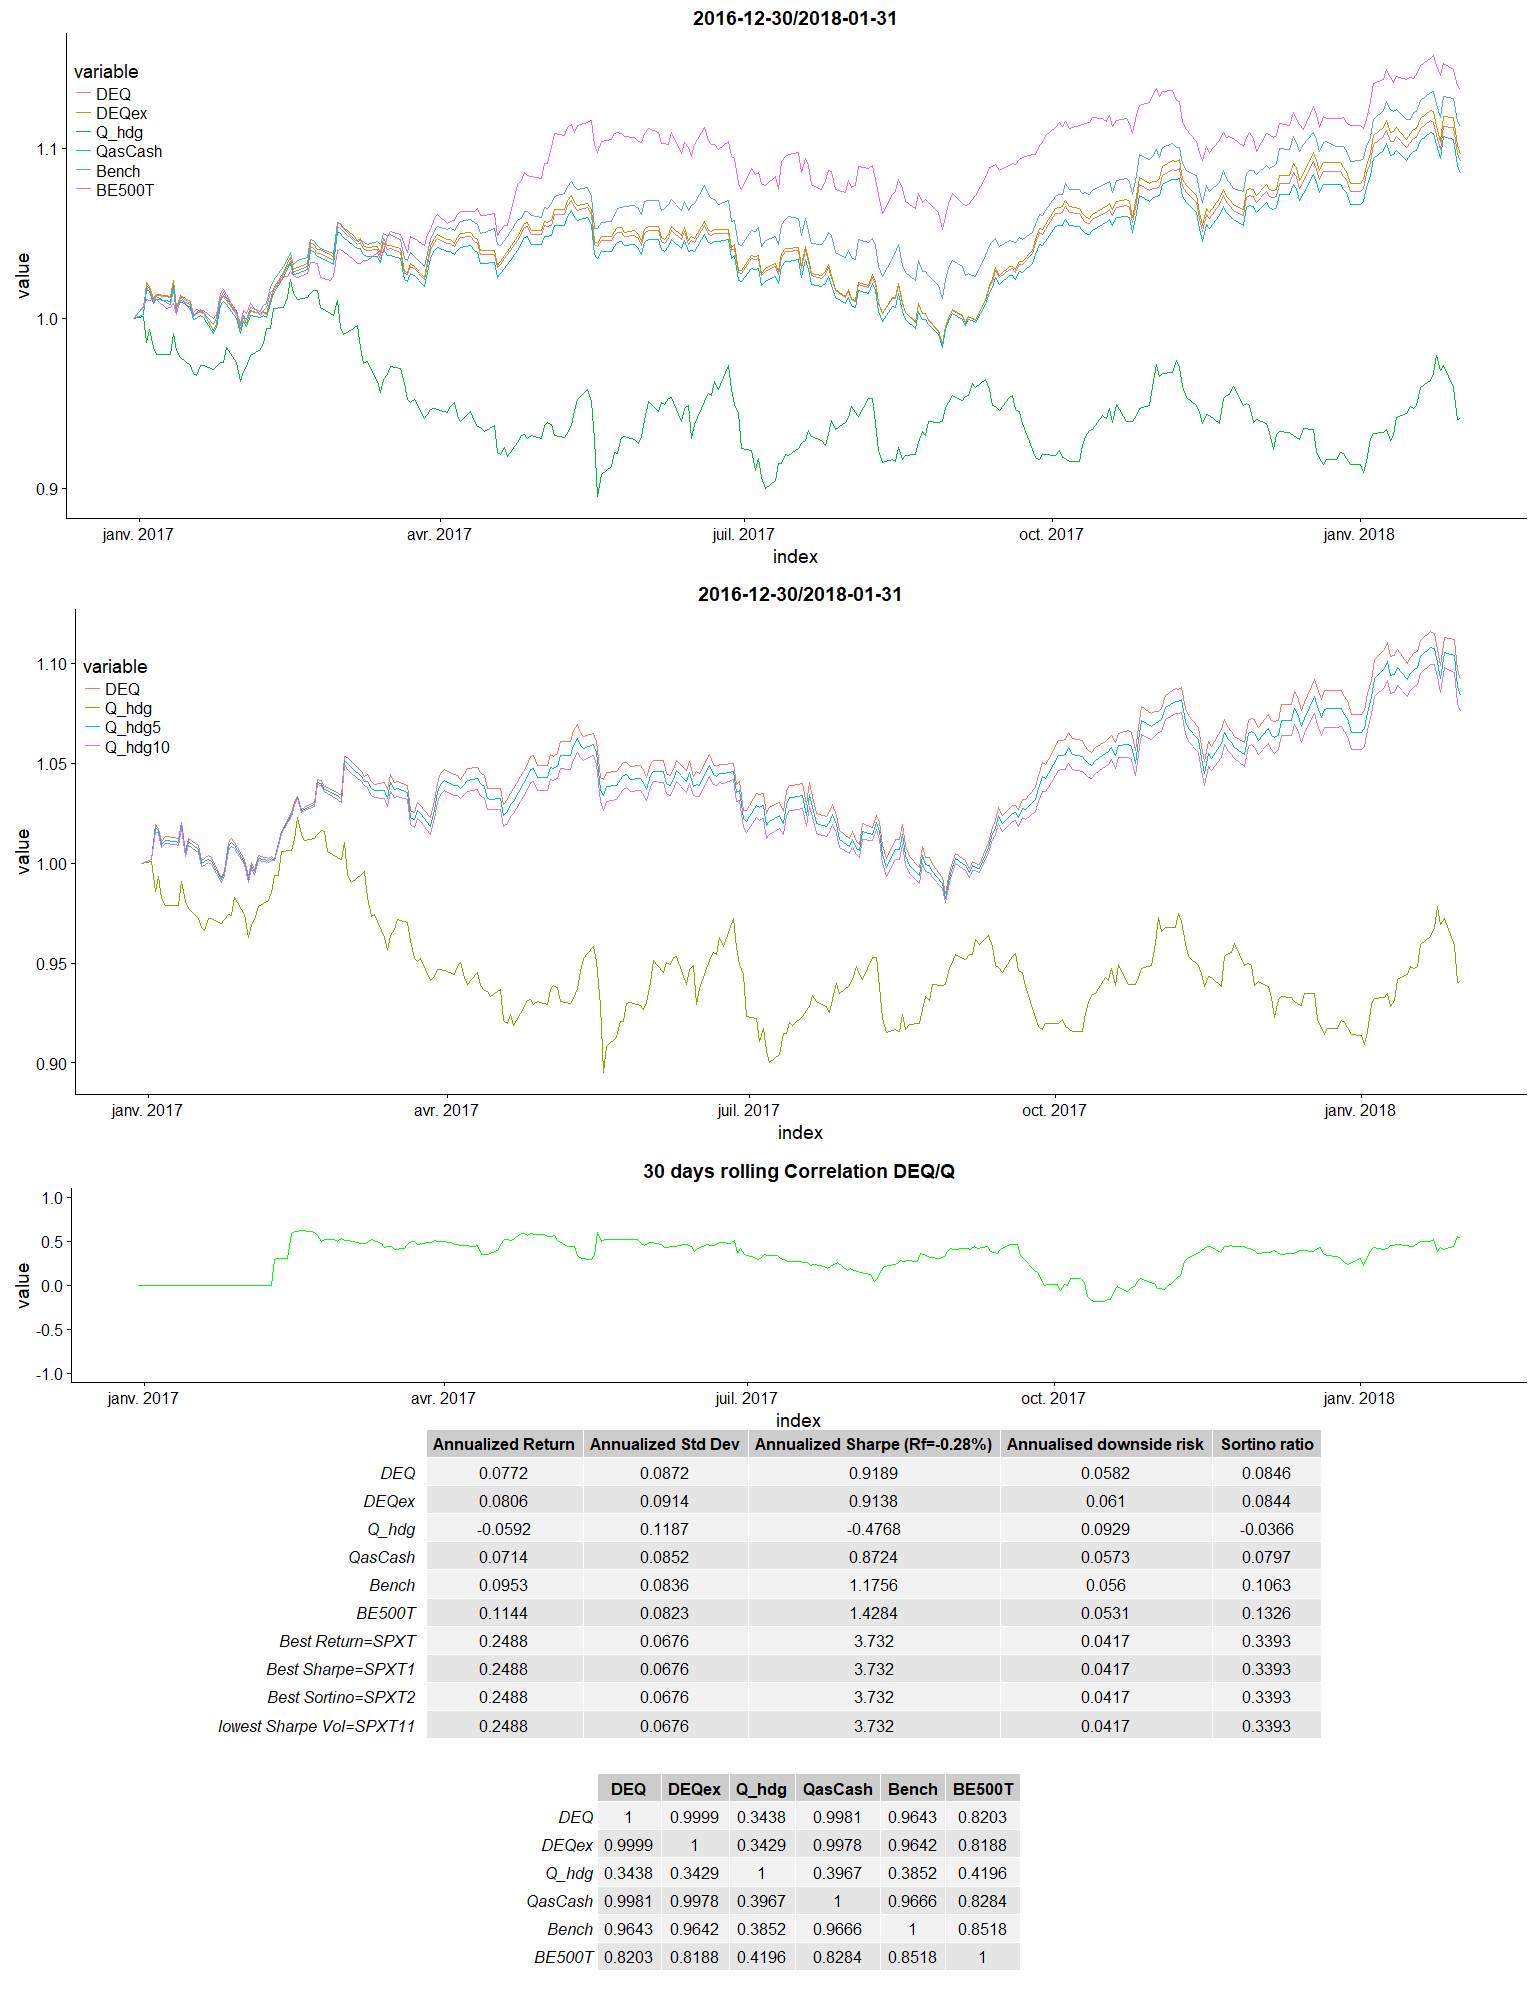 2016-12-30/2018-01-31
variable
DEQ
DEQex
Q_hdg
QasCash
Bench
BE500T
value
1.1
1.0
0.9
janv. 2017 avr. 2017 juil. 2017 oct. 2017 janv. 2018
index
2016-12-30/2018-01-31
variable
DEQ
Q_hdg
Q_hdg5
Q_hdg10
value
1.10
1.05
1.00
0.95
0.90
janv. 2017 avr. 2017 juil. 2017 oct. 2017 janv. 2018
index
30 days rolling Correlation DEQ/Q
value
1.0
0.5
0.0
-0.5
-1.0
janv. 2017 avr. 2017 juil. 2017 oct. 2017 janv. 2018
index
Annualized Return Annualized Std Dev Annualized Sharpe (Rf=-0.28%) Annualised downside risk Sortino ratio
DEQ 0.0772 0.0872 0.9189 0.0582 0.0846
DEQex 0.0806 0.0914 0.9138 0.061 0.0844
Q_hdg -0.0592 0.1187 -0.4768 0.0929 -0.0366
QasCash 0.0714 0.0852 0.8724 0.0573 0.0797
Bench 0.0953 0.0836 1.1756 0.056 0.1063
BE500T 0.1144 0.0823 1.4284 0.0531 0.1326
Best Return=SPXT 0.2488 0.0676 3.732 0.0417 0.3393
Best Sharpe=SPXT1 0.2488 0.0676 3.732 0.0417 0.3393
Best Sortino=SPXT2 0.2488 0.0676 3.732 0.0417 0.3393
lowest Sharpe Vol=SPXT11 0.2488 0.0676 3.732 0.0417 0.3393
DEQ DEQex Q_hdg QasCash Bench BE500T
DEQ 1 0.9999 0.3438 0.9981 0.9643 0.8203
DEQex 0.9999 1 0.3429 0.9978 0.9642 0.8188
Q_hdg 0.3438 0.3429 1 0.3967 0.3852 0.4196
QasCash 0.9981 0.9978 0.3967 1 0.9666 0.8284
Bench 0.9643 0.9642 0.3852 0.9666 1 0.8518
BE500T 0.8203 0.8188 0.4196 0.8284 0.8518 1